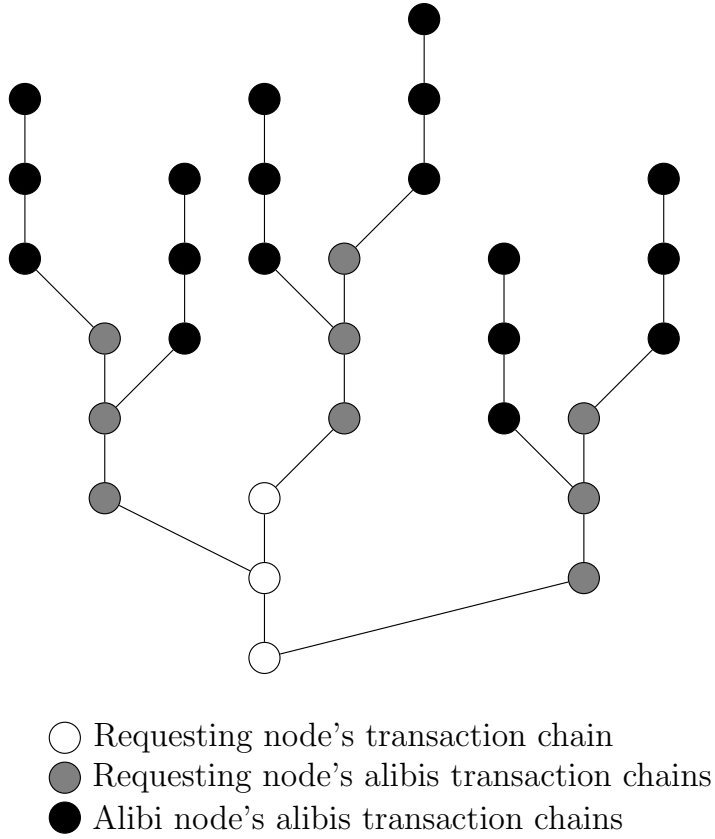 Requesting node's transaction chain
Requesting node's alibis transaction chains
Alibi node's alibis transaction chains